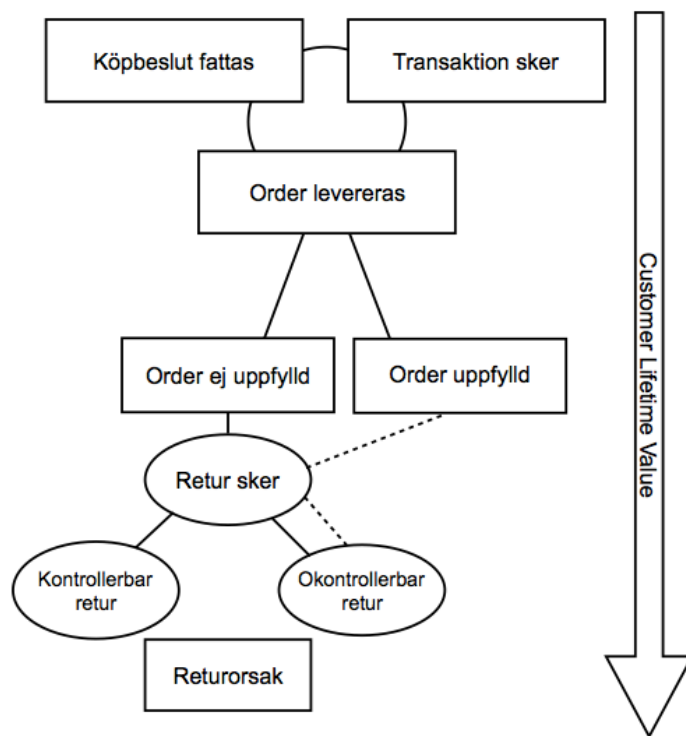 Köpbeslut fattas
Transaktion sker
Order levereras
Order ej uppfylld
Order uppfylld
Retur sker
Kontrollerbar
retur
Okontrollerbar
retur
Returorsak
Customer Lifetime Value